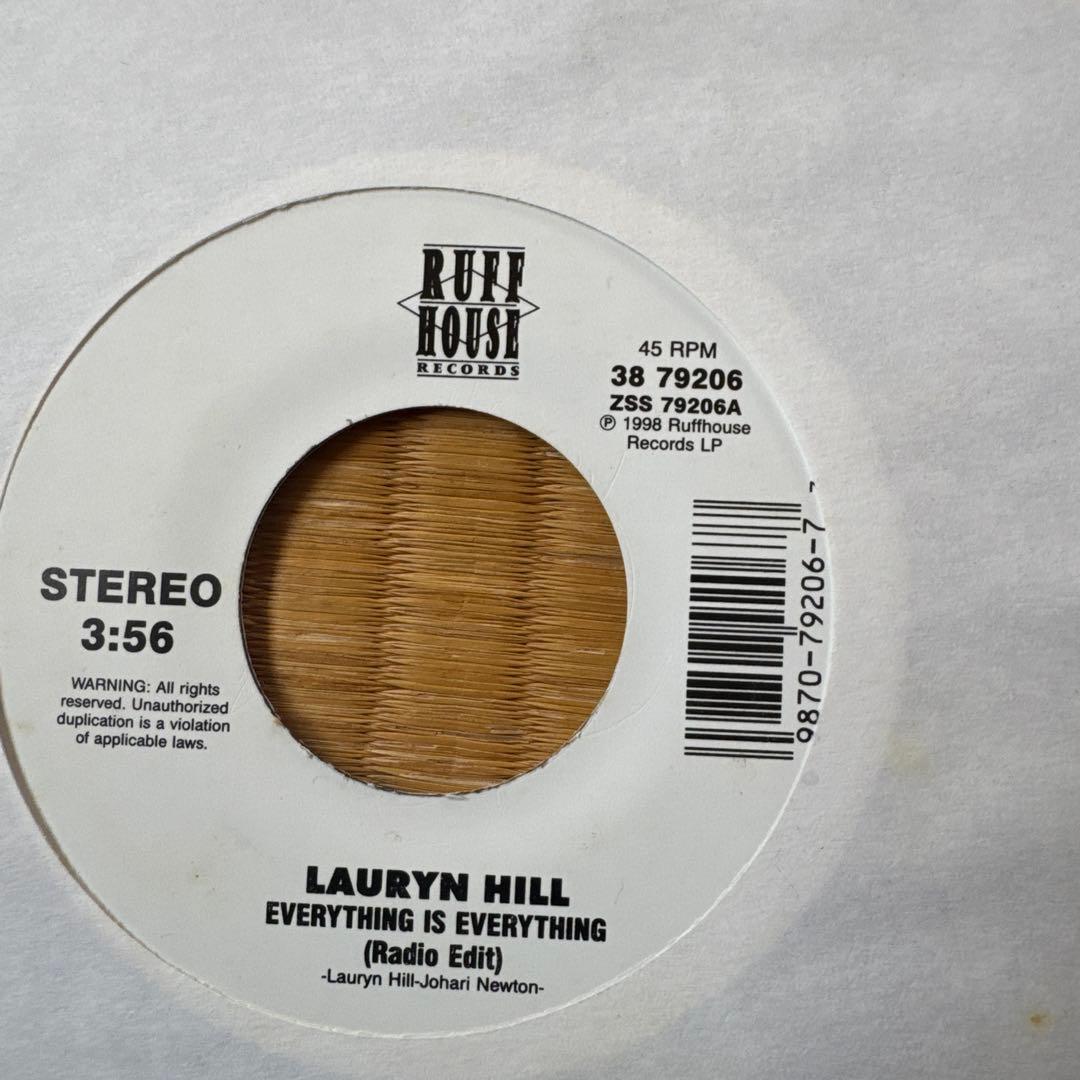 RUFF
HOUSE
RECORDS
45 RPM
38 79206
ZSS 79206A
Ⓟ 1998 Ruffhouse
Records LP
9870-79206-7
STEREO
3:56
WARNING: All rights
reserved. Unauthorized
duplication is a violation
of applicable laws.
LAURYN HILL
EVERYTHING IS EVERYTHING
(Radio Edit)
-Lauryn Hill-Johari Newton-